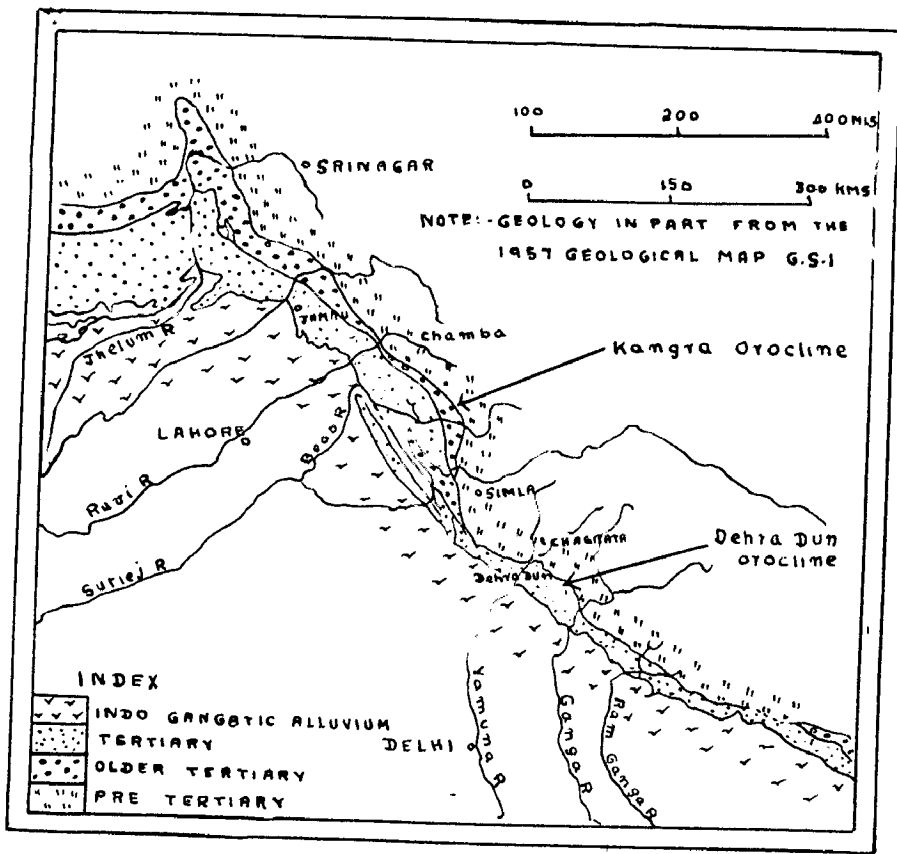 100 200 400 MLS
SRINAGAR
0 150 300 KMS
NOTE:- GEOLOGY IN PART FROM THE
1957 GEOLOGICAL MAP G.S.I
JAMMU
Jhelum R
Chamba
Kangra Orocline
LAHORE
Ravi R
SIMLA
CHAKRATA
Dehra Dun
Orocline
Dehra Dun
Sutlej R
INDEX
INDO GANGBTIC ALLUVIUM
TERTIARY
OLDER TERTIARY
PRE TERTIARY
DELHI
Yamuna R
Ganga R
Ram Ganga R